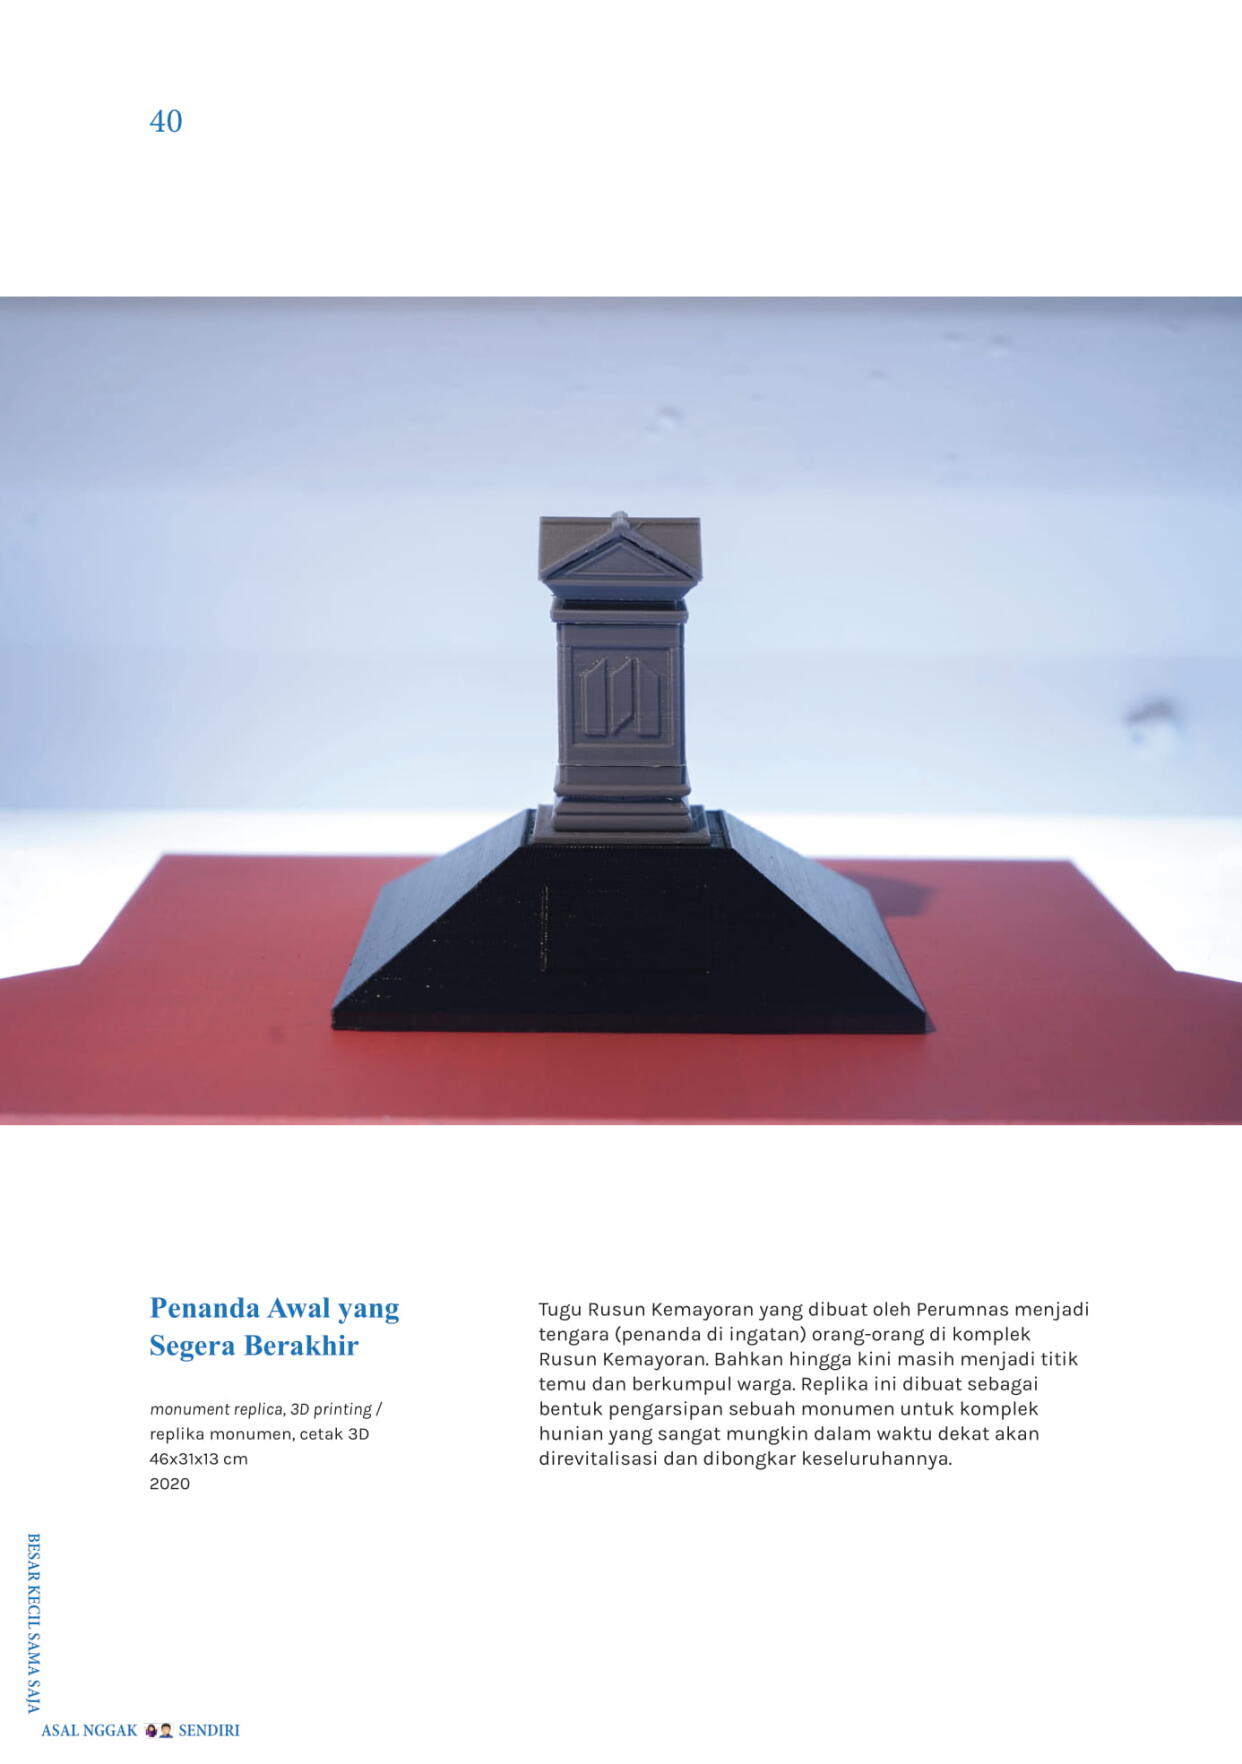 40
Penanda Awal yang
Segera Berakhir
monument replica, 3D printing /
replika monumen, cetak 3D
46x31x13 cm
2020
Tugu Rusun Kemayoran yang dibuat oleh Perumnas menjadi
tengara (penanda di ingatan) orang-orang di komplek
Rusun Kemayoran. Bahkan hingga kini masih menjadi titik
temu dan berkumpul warga. Replika ini dibuat sebagai
bentuk pengarsipan sebuah monumen untuk komplek
hunian yang sangat mungkin dalam waktu dekat akan
direvitalisasi dan dibongkar keseluruhannya.
BESAR KECIL SAMA SAJA
ASAL NGGAK SENDIRI